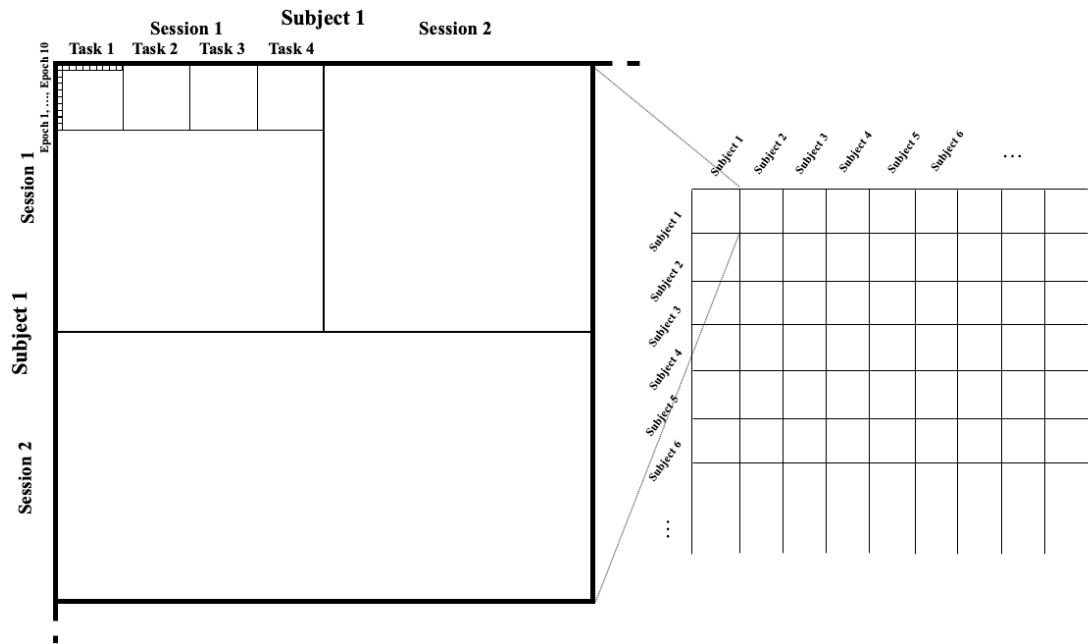 Subject 1
Session 1
Session 2
Task 1
Task 2
Task 3
Task 4
Epoch 1, ..., Epoch 10
Session 1
Subject 1
Session 2
Subject 1
Subject 2
Subject 3
Subject 4
Subject 5
Subject 6
...
Subject 1
Subject 2
Subject 3
Subject 4
Subject 5
Subject 6
...